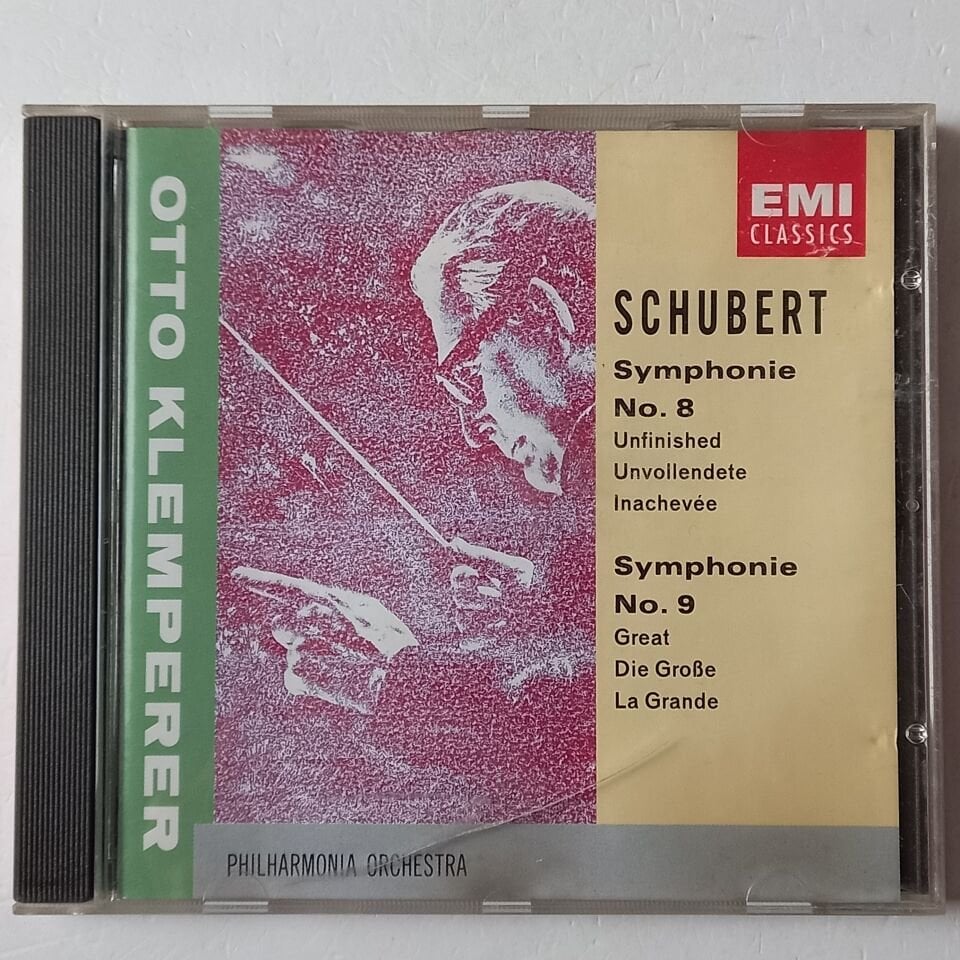 OTTO KLEMPERER
EMI
CLASSICS
SCHUBERT
Symphonie
No. 8
Unfinished
Unvollendete
Inachevée
Symphonie
No. 9
Great
Die Große
La Grande
PHILHARMONIA ORCHESTRA